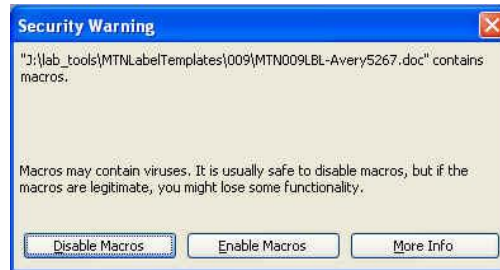 Security Warning
"J:\lab_tools\MTNLabelTemplates\009\MTN009LBL-Avery5267.doc" contains
macros.
Macros may contain viruses. It is usually safe to disable macros, but if the
macros are legitimate, you might lose some functionality.
Disable Macros Enable Macros More Info